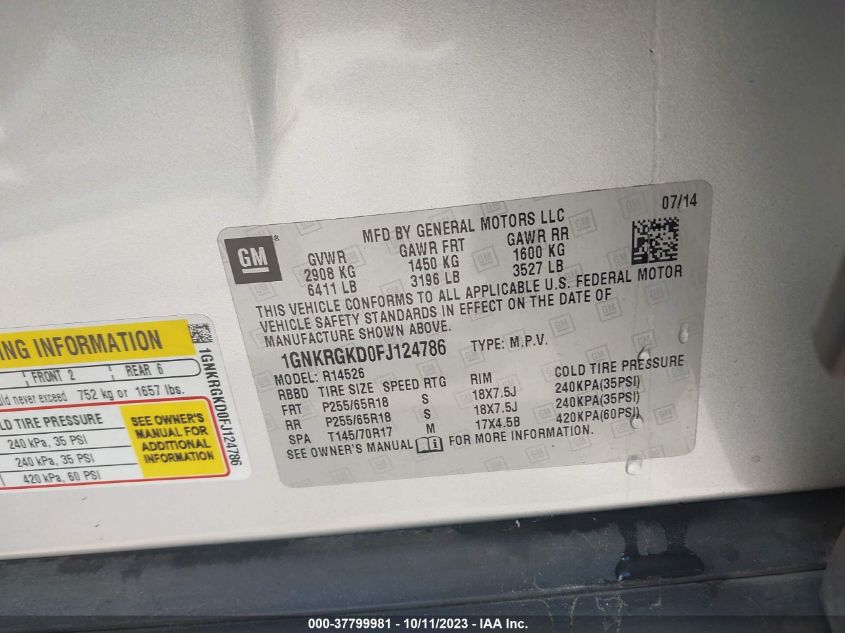 07/14
MFD BY GENERAL MOTORS LLC
GM ®
GVWR GAWR FRT GAWR RR
2908 KG 1450 KG 1600 KG
6411 LB 3196 LB 3527 LB
THIS VEHICLE CONFORMS TO ALL APPLICABLE U.S. FEDERAL MOTOR
VEHICLE SAFETY STANDARDS IN EFFECT ON THE DATE OF
MANUFACTURE SHOWN ABOVE.
1GNKRGKD0FJ124786 TYPE: M.P.V.
MODEL: R14526
RBBD TIRE SIZE SPEED RTG RIM COLD TIRE PRESSURE
FRT P255/65R18 S 18X7.5J 240KPA(35PSI)
RR P255/65R18 S 18X7.5J 240KPA(35PSI)
SPA T145/70R17 M 17X4.5B 420KPA(60PSI)
SEE OWNER'S MANUAL FOR MORE INFORMATION.
INFORMATION
FRONT 2 REAR 6
never exceed 752 kg or 1657 lbs.
TIRE PRESSURE
240 kPa, 35 PSI
240 kPa, 35 PSI
420 kPa, 60 PSI
SEE OWNER'S
MANUAL FOR
ADDITIONAL
INFORMATION
1GNKRGKD0FJ124786
000-37799981 - 10/11/2023 - IAA Inc.